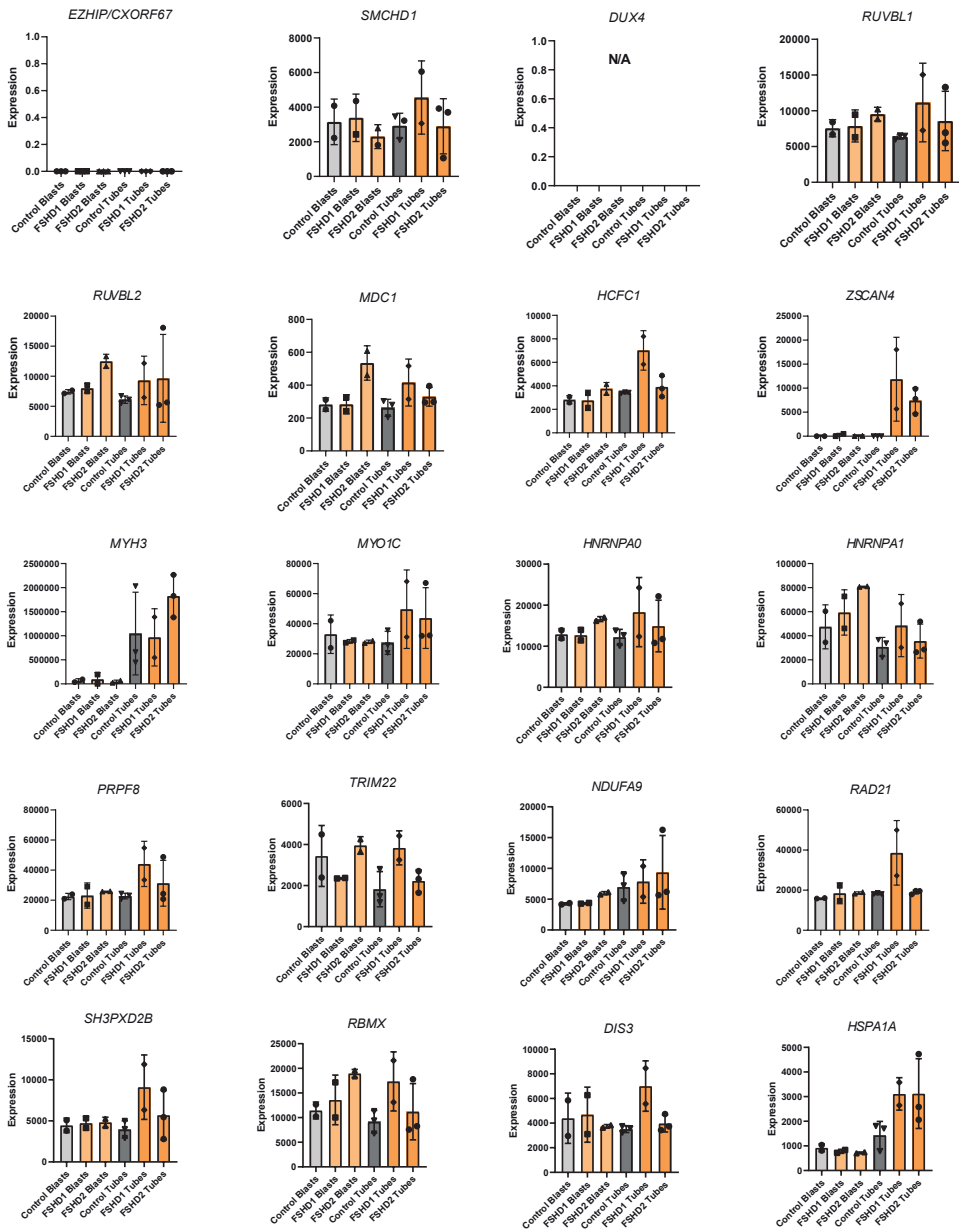 EZHIP/CXORF67
Expression
1.0
0.8
0.6
0.4
0.2
0.0
Control Blasts
FSHD1 Blasts
FSHD2 Blasts
Control Tubes
FSHD1 Tubes
FSHD2 Tubes
SMCHD1
Expression
8000
6000
4000
2000
0
Control Blasts
FSHD1 Blasts
FSHD2 Blasts
Control Tubes
FSHD1 Tubes
FSHD2 Tubes
DUX4
Expression
1.0
0.8
0.6
0.4
0.2
0.0
N/A
Control Blasts
FSHD1 Blasts
FSHD2 Blasts
Control Tubes
FSHD1 Tubes
FSHD2 Tubes
RUVBL1
Expression
20000
15000
10000
5000
0
Control Blasts
FSHD1 Blasts
FSHD2 Blasts
Control Tubes
FSHD1 Tubes
FSHD2 Tubes
RUVBL2
Expression
20000
15000
10000
5000
0
Control Blasts
FSHD1 Blasts
FSHD2 Blasts
Control Tubes
FSHD1 Tubes
FSHD2 Tubes
MDC1
Expression
800
600
400
200
0
Control Blasts
FSHD1 Blasts
FSHD2 Blasts
Control Tubes
FSHD1 Tubes
FSHD2 Tubes
HCFC1
Expression
10000
8000
6000
4000
2000
0
Control Blasts
FSHD1 Blasts
FSHD2 Blasts
Control Tubes
FSHD1 Tubes
FSHD2 Tubes
ZSCAN4
Expression
25000
20000
15000
10000
5000
0
Control Blasts
FSHD1 Blasts
FSHD2 Blasts
Control Tubes
FSHD1 Tubes
FSHD2 Tubes
MYH3
Expression
2500000
2000000
1500000
1000000
500000
0
Control Blasts
FSHD1 Blasts
FSHD2 Blasts
Control Tubes
FSHD1 Tubes
FSHD2 Tubes
MYO1C
Expression
80000
60000
40000
20000
0
Control Blasts
FSHD1 Blasts
FSHD2 Blasts
Control Tubes
FSHD1 Tubes
FSHD2 Tubes
HNRNPA0
Expression
30000
20000
10000
0
Control Blasts
FSHD1 Blasts
FSHD2 Blasts
Control Tubes
FSHD1 Tubes
FSHD2 Tubes
HNRNPA1
Expression
100000
80000
60000
40000
20000
0
Control Blasts
FSHD1 Blasts
FSHD2 Blasts
Control Tubes
FSHD1 Tubes
FSHD2 Tubes
PRPF8
Expression
80000
60000
40000
20000
0
Control Blasts
FSHD1 Blasts
FSHD2 Blasts
Control Tubes
FSHD1 Tubes
FSHD2 Tubes
TRIM22
Expression
6000
4000
2000
0
Control Blasts
FSHD1 Blasts
FSHD2 Blasts
Control Tubes
FSHD1 Tubes
FSHD2 Tubes
NDUFA9
Expression
20000
15000
10000
5000
0
Control Blasts
FSHD1 Blasts
FSHD2 Blasts
Control Tubes
FSHD1 Tubes
FSHD2 Tubes
RAD21
Expression
60000
40000
20000
0
Control Blasts
FSHD1 Blasts
FSHD2 Blasts
Control Tubes
FSHD1 Tubes
FSHD2 Tubes
SH3PXD2B
Expression
15000
10000
5000
0
Control Blasts
FSHD1 Blasts
FSHD2 Blasts
Control Tubes
FSHD1 Tubes
FSHD2 Tubes
RBMX
Expression
30000
25000
20000
15000
10000
5000
0
Control Blasts
FSHD1 Blasts
FSHD2 Blasts
Control Tubes
FSHD1 Tubes
FSHD2 Tubes
DIS3
Expression
10000
8000
6000
4000
2000
0
Control Blasts
FSHD1 Blasts
FSHD2 Blasts
Control Tubes
FSHD1 Tubes
FSHD2 Tubes
HSPA1A
Expression
5000
4000
3000
2000
1000
0
Control Blasts
FSHD1 Blasts
FSHD2 Blasts
Control Tubes
FSHD1 Tubes
FSHD2 Tubes